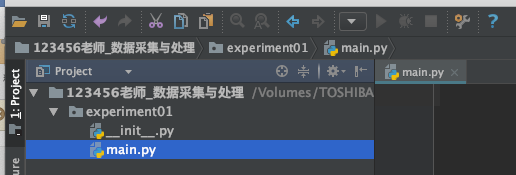 123456老师_数据采集与处理 experiment01 main.py
1: Project
Project
main.py
123456老师_数据采集与处理 /Volumes/TOSHIBA
experiment01
__init__.py
main.py